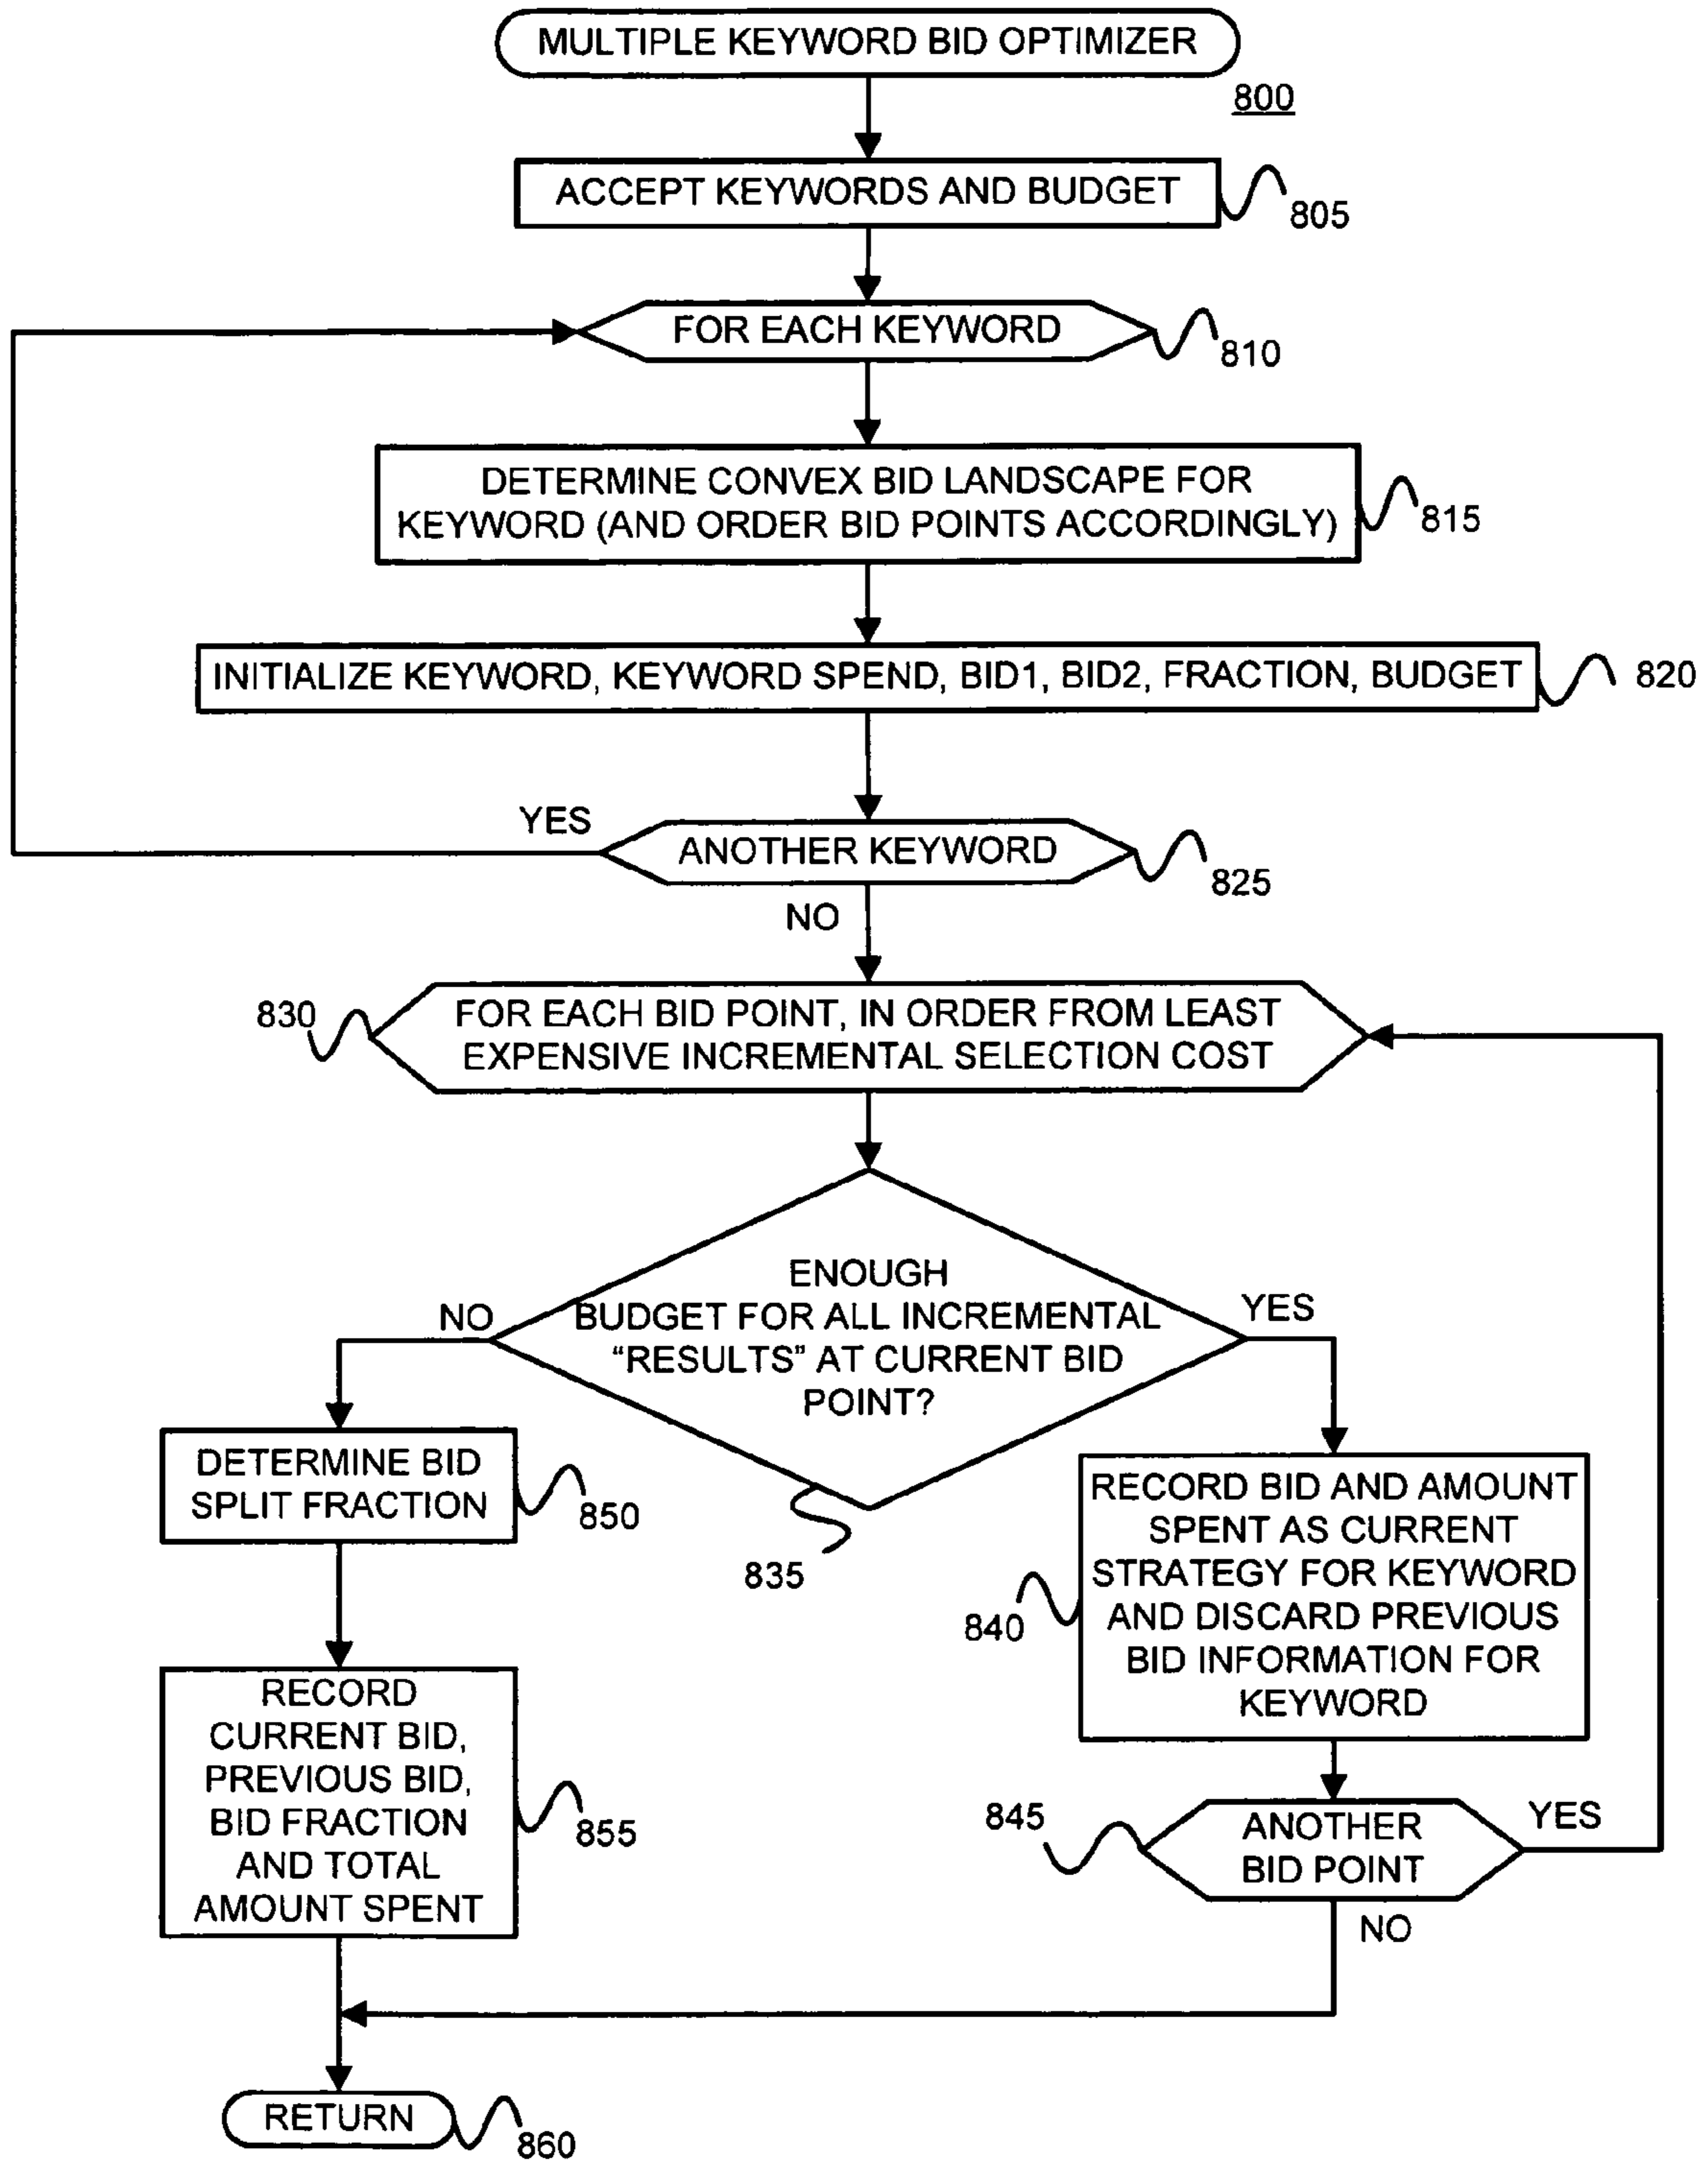 MULTIPLE KEYWORD BID OPTIMIZER
800
ACCEPT KEYWORDS AND BUDGET
805
FOR EACH KEYWORD
810
DETERMINE CONVEX BID LANDSCAPE FOR
KEYWORD (AND ORDER BID POINTS ACCORDINGLY)
815
INITIALIZE KEYWORD, KEYWORD SPEND, BID1, BID2, FRACTION, BUDGET
820
YES
ANOTHER KEYWORD
825
NO
830
FOR EACH BID POINT, IN ORDER FROM LEAST
EXPENSIVE INCREMENTAL SELECTION COST
ENOUGH
BUDGET FOR ALL INCREMENTAL
“RESULTS” AT CURRENT BID
POINT?
835
NO
YES
DETERMINE BID
SPLIT FRACTION
850
RECORD BID AND AMOUNT
SPENT AS CURRENT
STRATEGY FOR KEYWORD
AND DISCARD PREVIOUS
BID INFORMATION FOR
KEYWORD
840
RECORD
CURRENT BID,
PREVIOUS BID,
BID FRACTION
AND TOTAL
AMOUNT SPENT
855
845
ANOTHER
BID POINT
YES
NO
RETURN
860